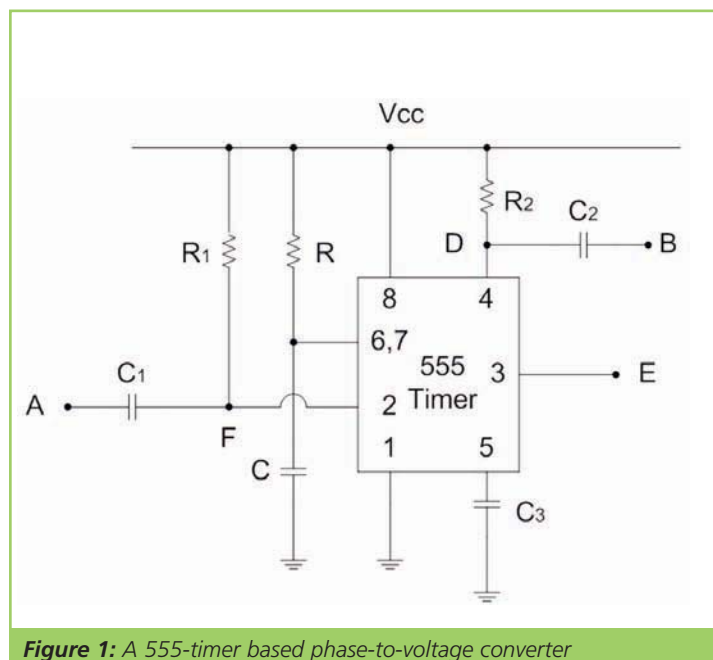 Vcc
R2
C2
D
B
R1
R
8
4
6,7
555
3
E
Timer
C1
A
2
F
1
5
C
C3
Figure 1: A 555-timer based phase-to-voltage converter